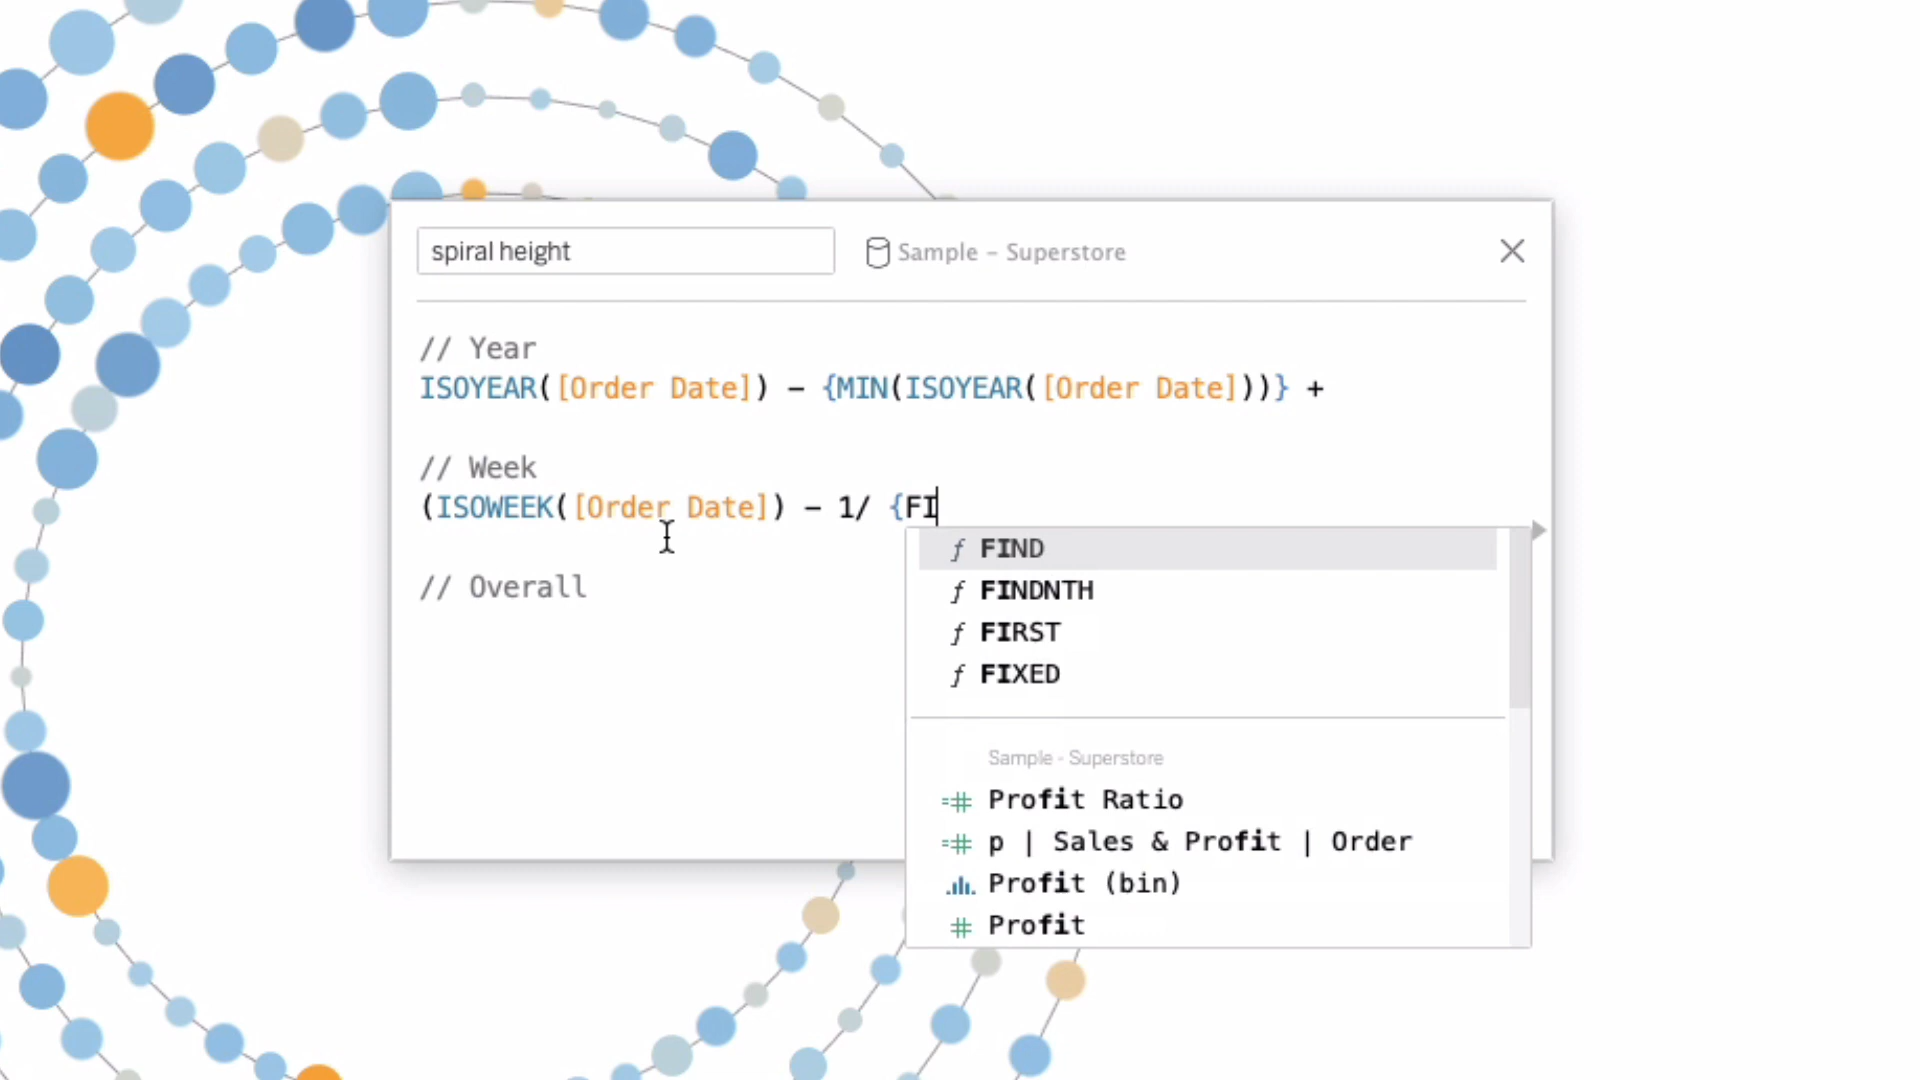 spiral height
Sample – Superstore
// Year
ISOYEAR([Order Date]) – {MIN(ISOYEAR([Order Date]))} +
// Week
(ISOWEEK([Order Date]) – 1/ {FI
// Overall
f FIND
f FINDNTH
f FIRST
f FIXED
Sample - Superstore
Profit Ratio
p | Sales & Profit | Order
Profit (bin)
Profit